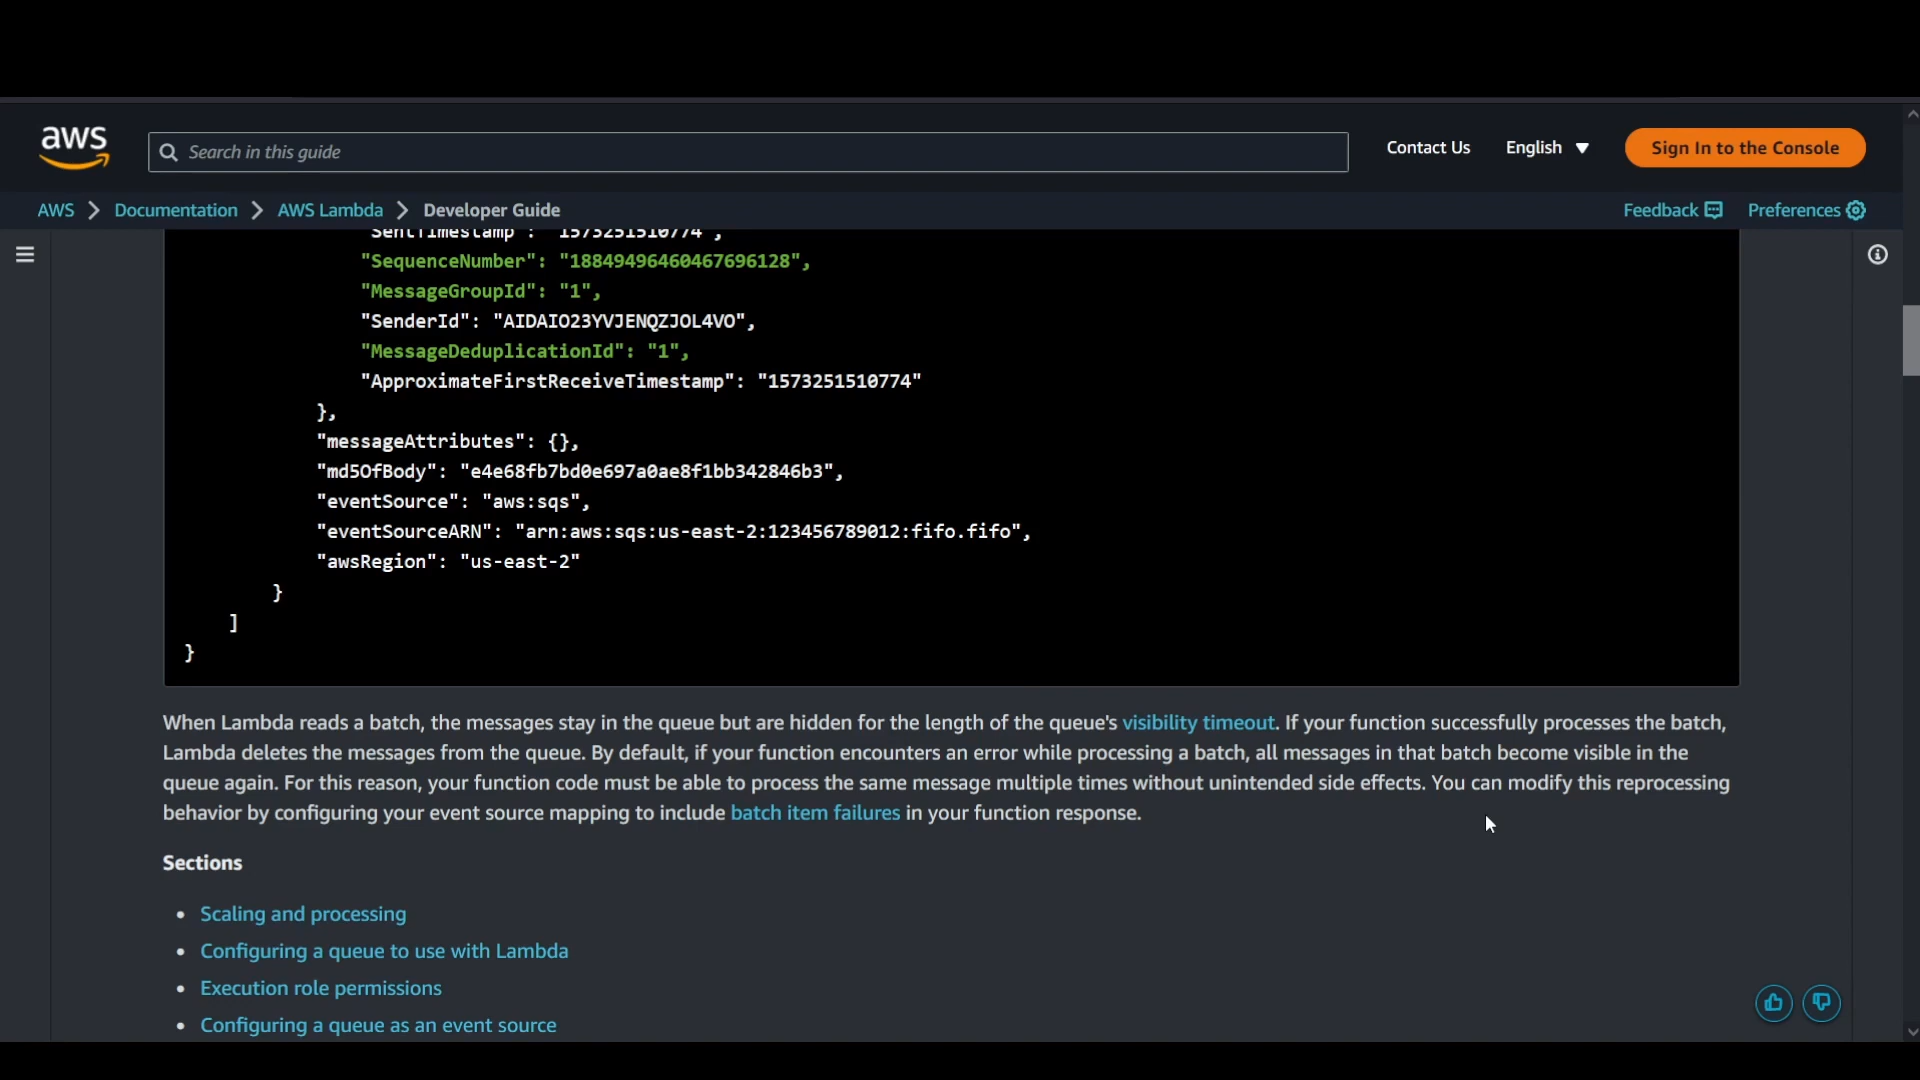 aws
Search in this guide
Contact Us
English
Sign In to the Console
AWS > Documentation > AWS Lambda > Developer Guide
Feedback
Preferences
"SentTimestamp": "1573251510774",
"SequenceNumber": "18849496460467696128",
"MessageGroupId": "1",
"SenderId": "AIDAIO23YVJENQZJOL4VO",
"MessageDeduplicationId": "1",
"ApproximateFirstReceiveTimestamp": "1573251510774"
},
"messageAttributes": {},
"md5OfBody": "e4e68fb7bd0e697a0ae8f1bb342846b3",
"eventSource": "aws:sqs",
"eventSourceARN": "arn:aws:sqs:us-east-2:123456789012:fifo.fifo",
"awsRegion": "us-east-2"
}
]
}
When Lambda reads a batch, the messages stay in the queue but are hidden for the length of the queue's visibility timeout. If your function successfully processes the batch,
Lambda deletes the messages from the queue. By default, if your function encounters an error while processing a batch, all messages in that batch become visible in the
queue again. For this reason, your function code must be able to process the same message multiple times without unintended side effects. You can modify this reprocessing
behavior by configuring your event source mapping to include batch item failures in your function response.
Sections
• Scaling and processing
• Configuring a queue to use with Lambda
• Execution role permissions
• Configuring a queue as an event source